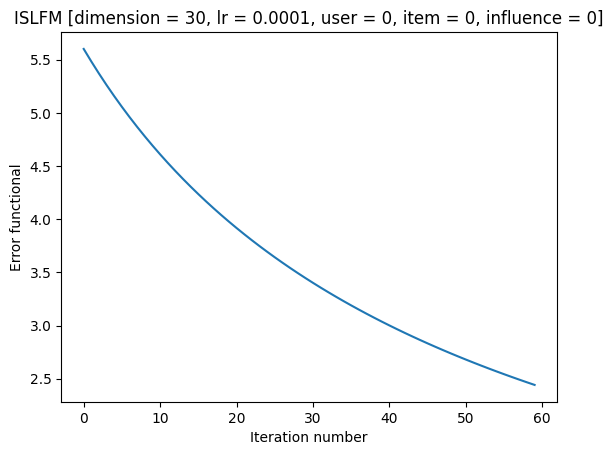 ISLFM [dimension = 30, lr = 0.0001, user = 0, item = 0, influence = 0]
Error functional
5.5
5.0
4.5
4.0
3.5
3.0
2.5
0 10 20 30 40 50 60
Iteration number